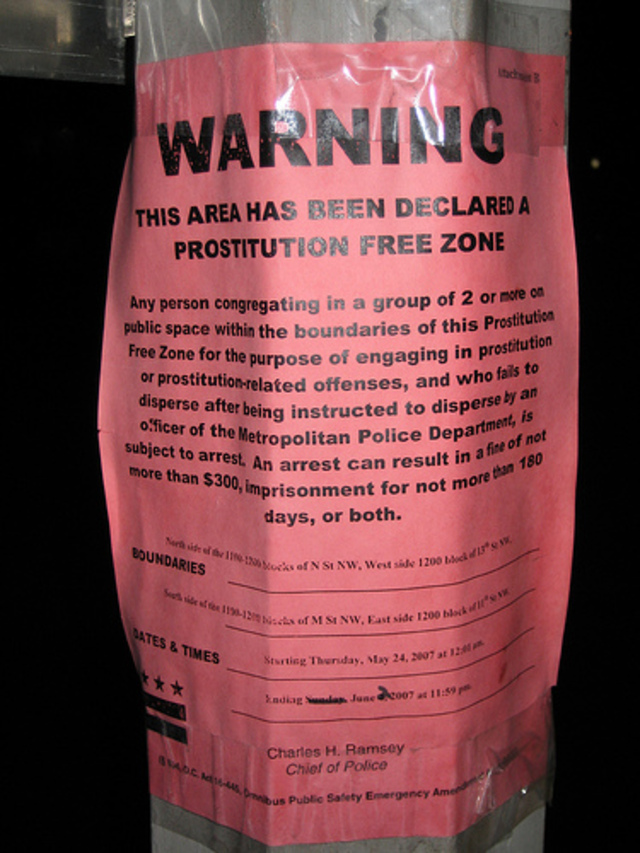 WARNING
THIS AREA HAS BEEN DECLARED A
PROSTITUTION FREE ZONE
Any person congregating in a group of 2 or more on
public space within the boundaries of this Prostitution
Free Zone for the purpose of engaging in prostitution
or prostitution-related offenses, and who fails to
disperse after being instructed to disperse by an
officer of the Metropolitan Police Department, is
subject to arrest. An arrest can result in a fine of not
more than $300, imprisonment for not more than 180
days, or both.
North side of the 1100-1200 blocks of N St NW, West side 1200 block of 13th St NW.
BOUNDARIES
South side of the 1100-1200 blocks of M St NW, East side 1200 block of 11th St NW.
DATES & TIMES
Starting Thursday, May 24, 2007 at 12:01 am.
Ending Sunday, June 2007 at 11:59 pm.
Charles H. Ramsey
Chief of Police
D.C. Act 16-445, Omnibus Public Safety Emergency